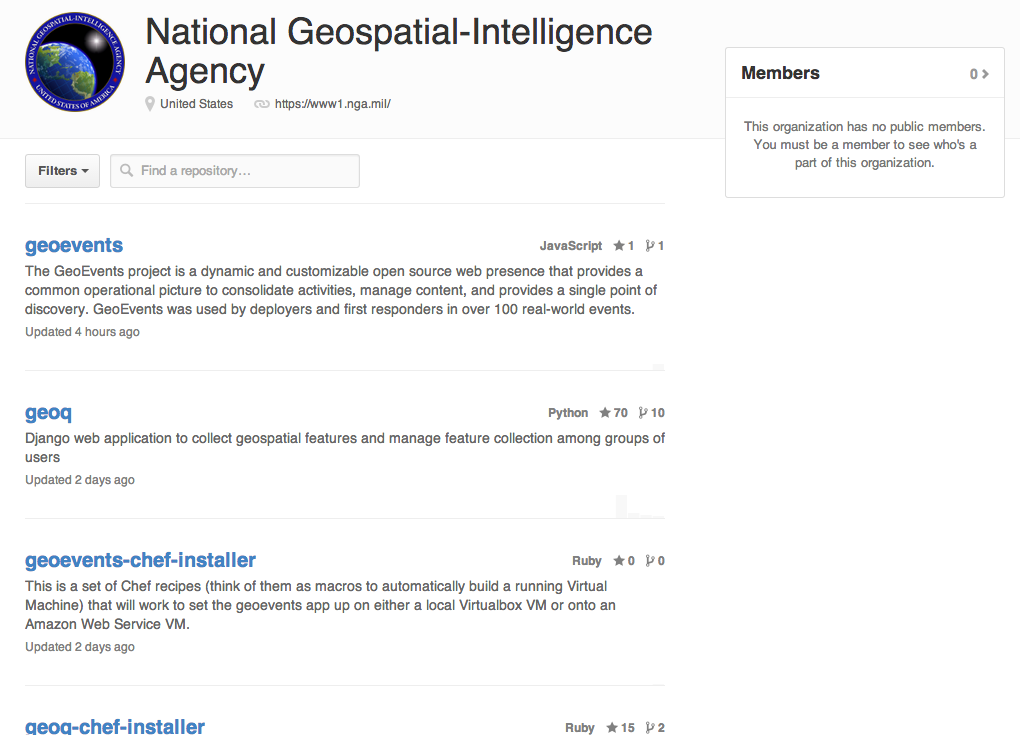 NATIONAL GEOSPATIAL-INTELLIGENCE AGENCY
UNITED STATES OF AMERICA
National Geospatial-Intelligence
Agency
United States https://www1.nga.mil/
Members 0
This organization has no public members.
You must be a member to see who's a
part of this organization.
Filters Find a repository…
geoevents JavaScript 1 1
The GeoEvents project is a dynamic and customizable open source web presence that provides a
common operational picture to consolidate activities, manage content, and provides a single point of
discovery. GeoEvents was used by deployers and first responders in over 100 real-world events.
Updated 4 hours ago
geoq Python 70 10
Django web application to collect geospatial features and manage feature collection among groups of
users
Updated 2 days ago
geoevents-chef-installer Ruby 0 0
This is a set of Chef recipes (think of them as macros to automatically build a running Virtual
Machine) that will work to set the geoevents app up on either a local Virtualbox VM or onto an
Amazon Web Service VM.
Updated 2 days ago
geoq-chef-installer Ruby 15 2